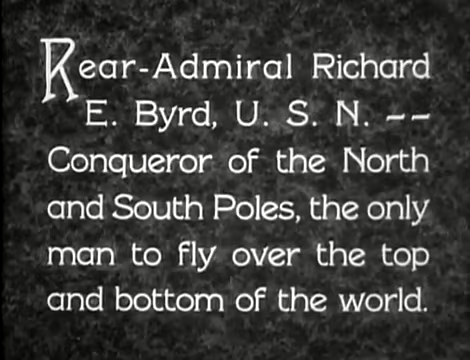 Rear-Admiral Richard
E. Byrd, U. S. N. --
Conqueror of the North
and South Poles, the only
man to fly over the top
and bottom of the world.